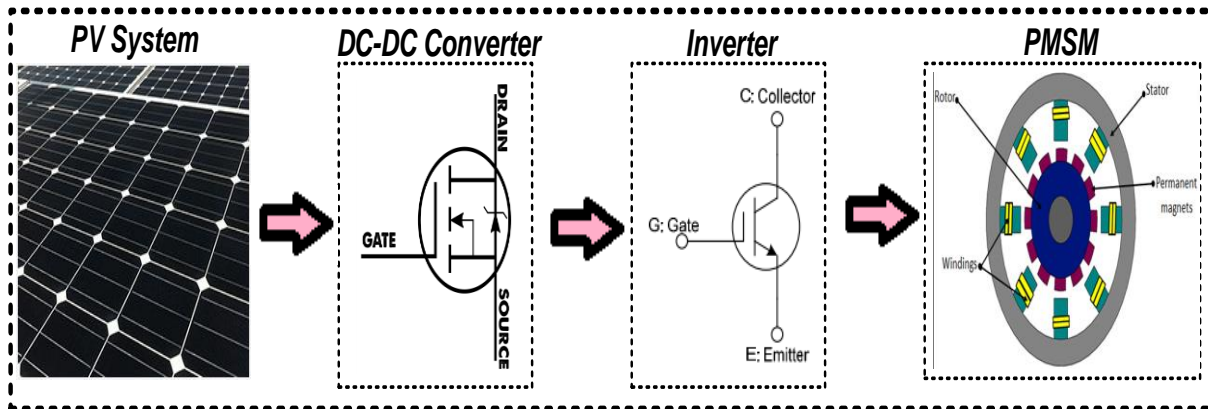 PV System
DC-DC Converter
Inverter
PMSM
DRAIN
GATE
SOURCE
C: Collector
G: Gate
E: Emitter
Rotor
Stator
Permanent
magnets
Windings